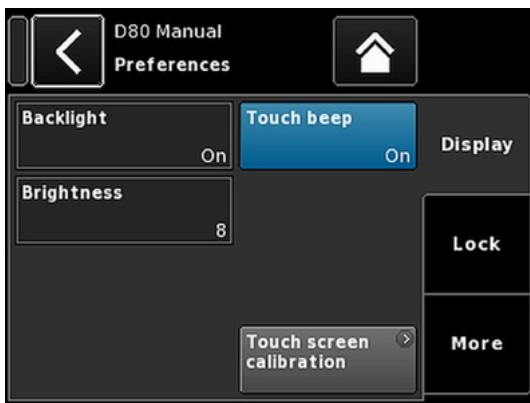 D80 Manual
Preferences
Backlight
On
Touch beep
On
Display
Brightness
8
Lock
Touch screen
calibration
More